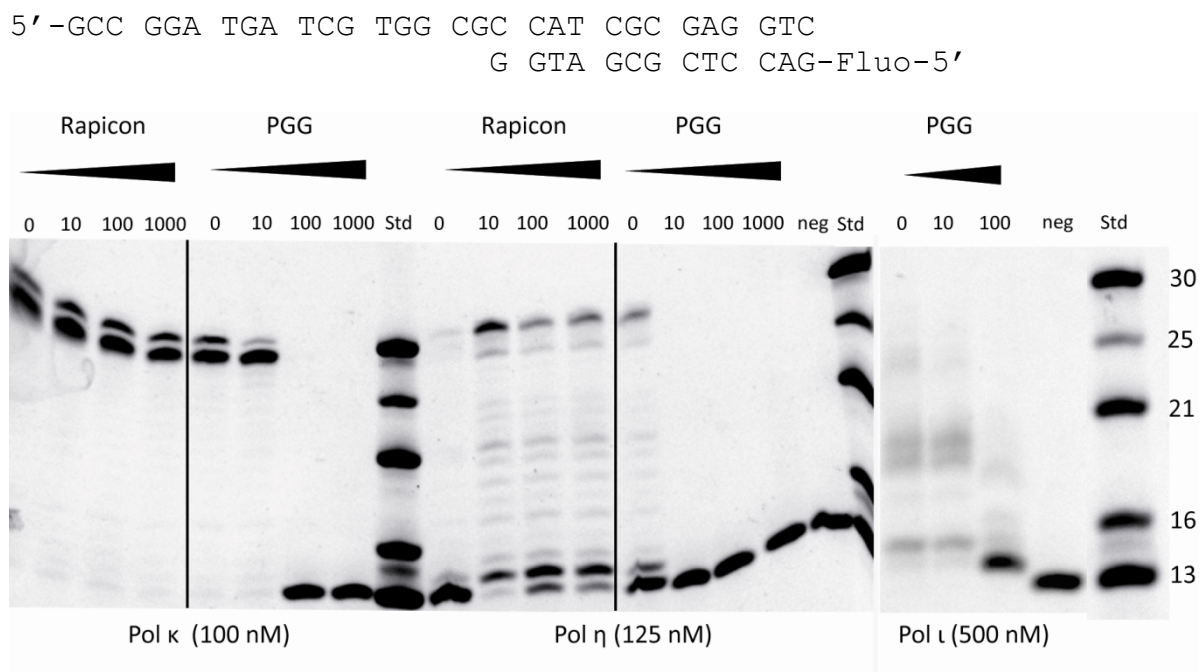 5′-GCC GGA TGA TCG TGG CGC CAT CGC GAG GTC
G GTA GCG CTC CAG-Fluo-5′
Rapicon PGG Rapicon PGG PGG
0 10 100 1000 0 10 100 1000 Std 0 10 100 1000 0 10 100 1000 neg Std 0 10 100 neg Std
30
25
21
16
13
Pol κ (100 nM) Pol η (125 nM) Pol ι (500 nM)